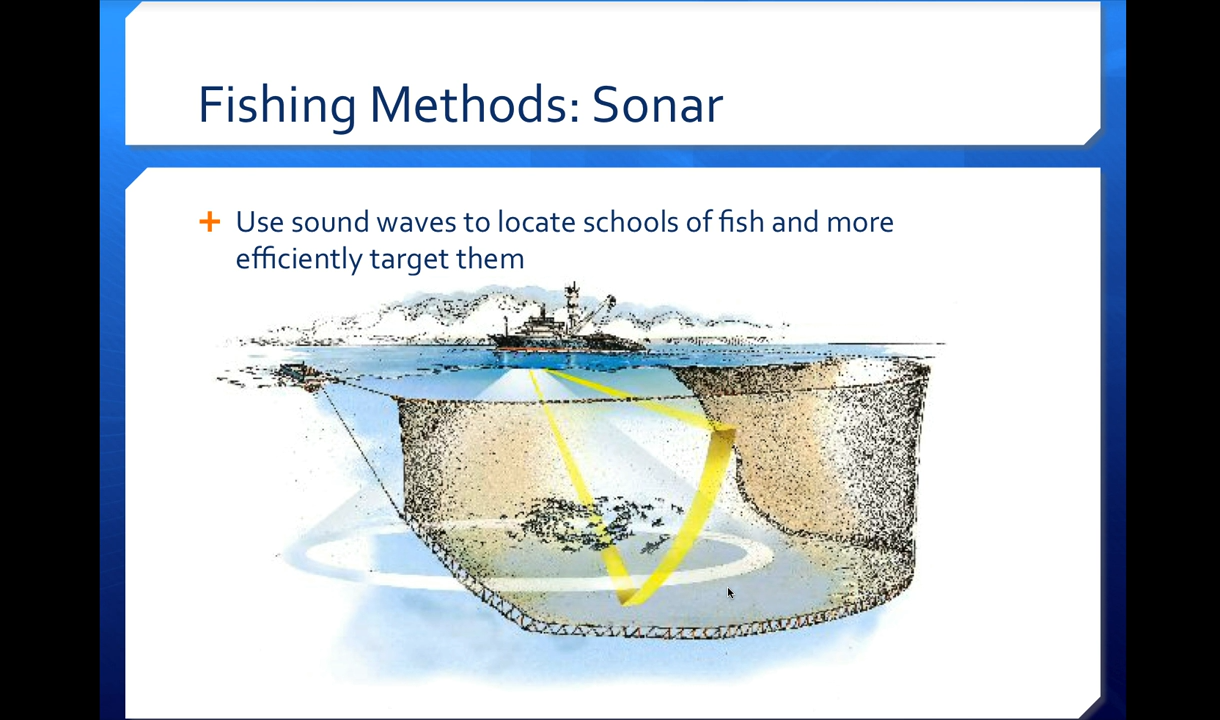 Fishing Methods: Sonar
Use sound waves to locate schools of fish and more
efficiently target them